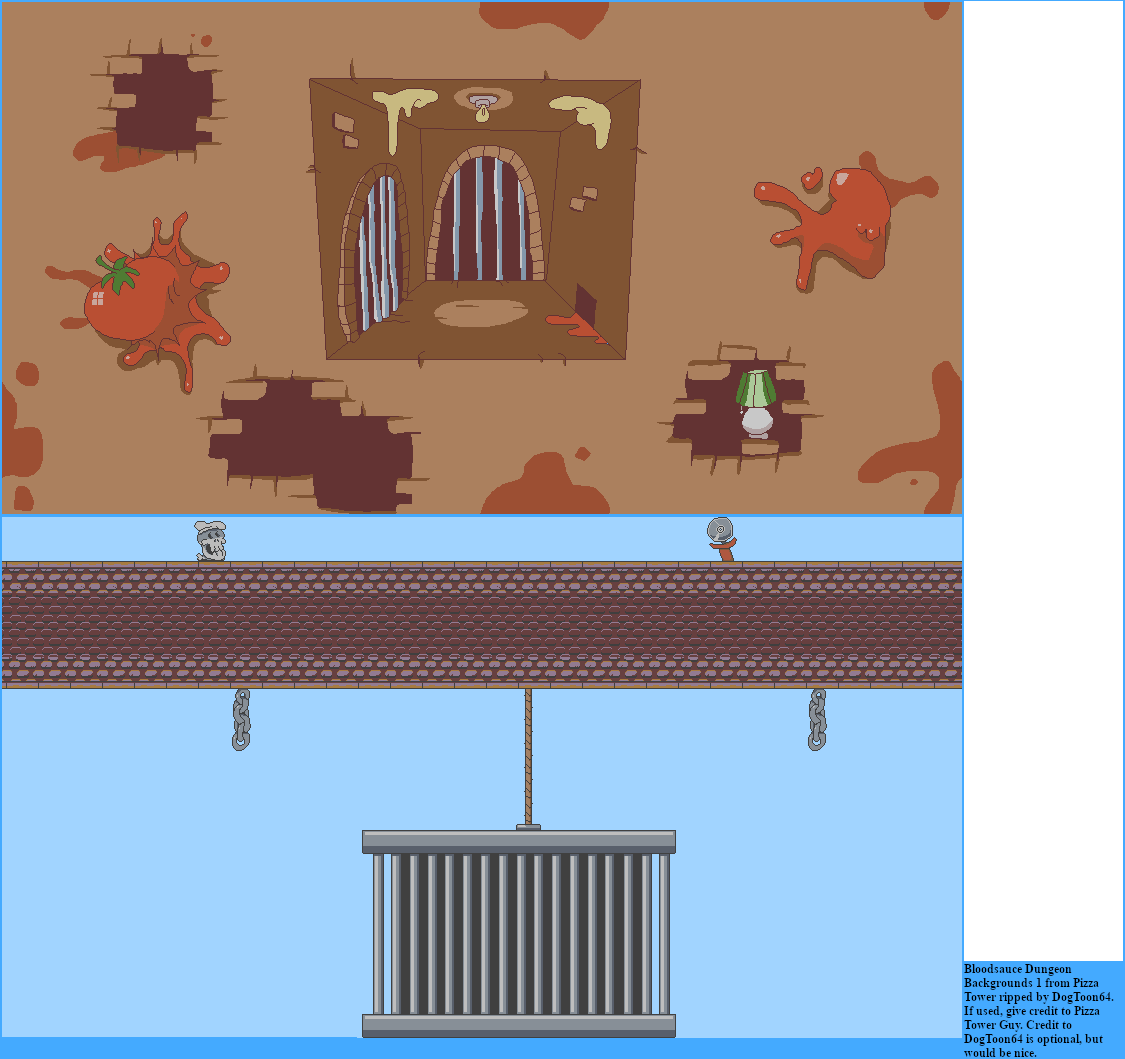 Bloodsauce Dungeon
Backgrounds 1 from Pizza
Tower ripped by DogToon64.
If used, give credit to Pizza
Tower Guy. Credit to
DogToon64 is optional, but
would be nice.